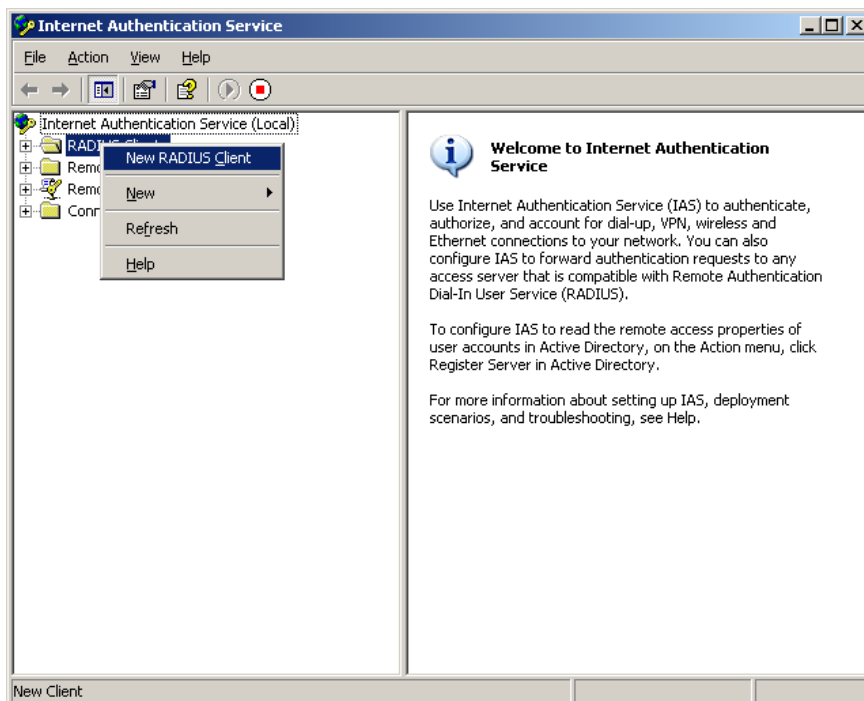 Internet Authentication Service
File Action View Help
Internet Authentication Service (Local)
New RADIUS Client
New
Refresh
Help
Welcome to Internet Authentication
Service
Use Internet Authentication Service (IAS) to authenticate,
authorize, and account for dial-up, VPN, wireless and
Ethernet connections to your network. You can also
configure IAS to forward authentication requests to any
access server that is compatible with Remote Authentication
Dial-In User Service (RADIUS).
To configure IAS to read the remote access properties of
user accounts in Active Directory, on the Action menu, click
Register Server in Active Directory.
For more information about setting up IAS, deployment
scenarios, and troubleshooting, see Help.
New Client